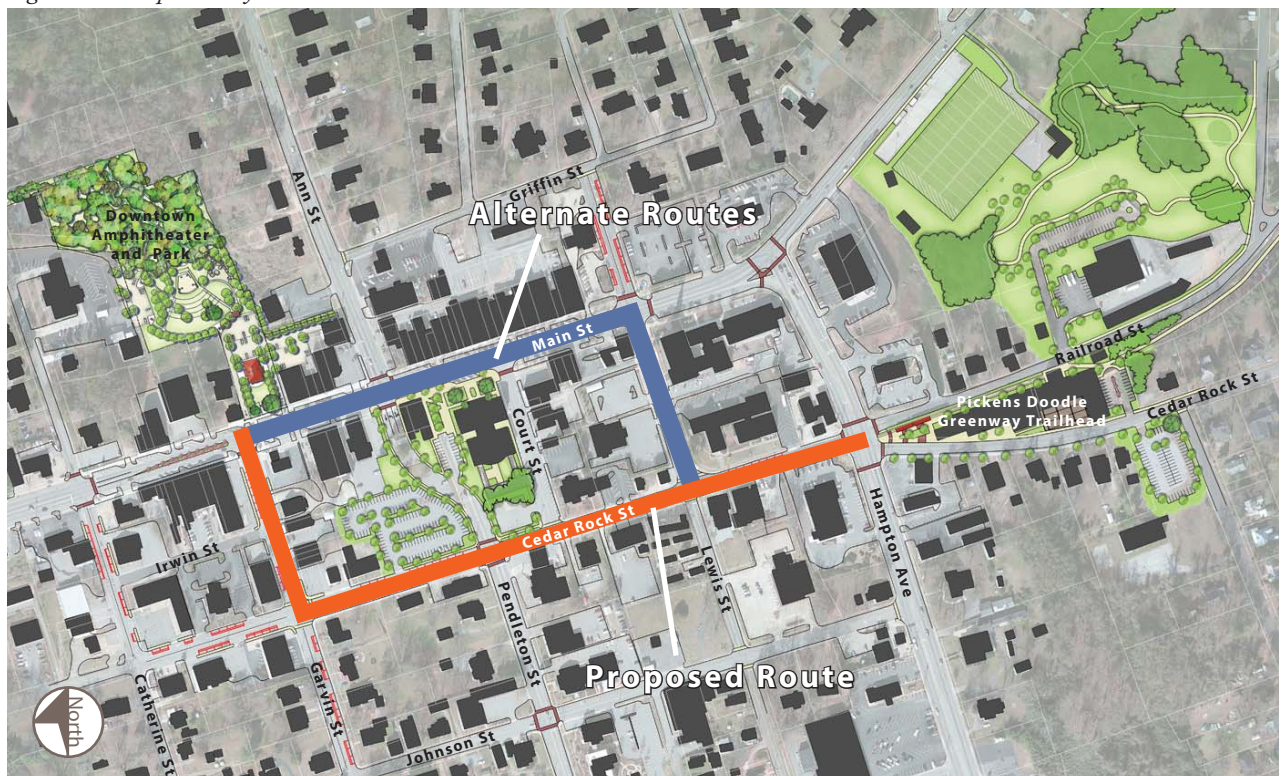 Ann St
Griffin St
Alternate Routes
Downtown
Amphitheater
and Park
Main St
Railroad St
Court St
Pickens Doodle
Greenway Trailhead
Cedar Rock St
Cedar Rock St
Hampton Ave
Irwin St
Lewis St
Pendleton St
Proposed Route
Garvin St
Catherine St
Johnson St
North